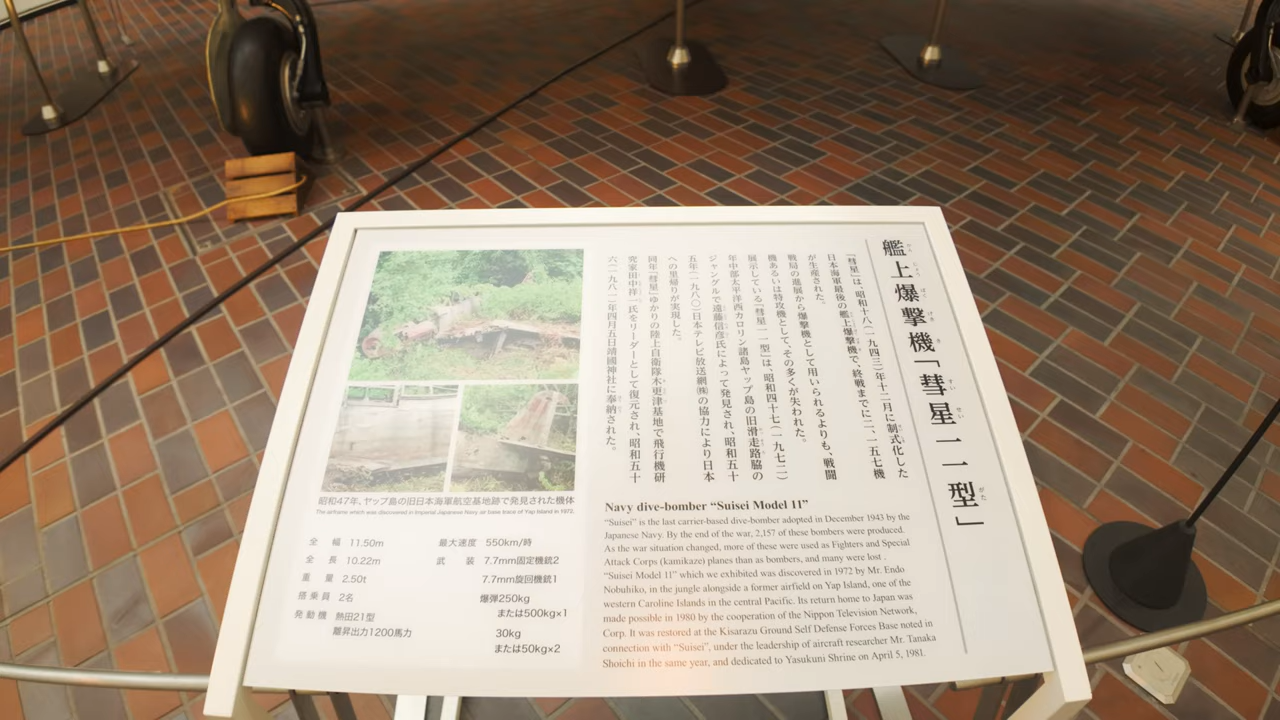 艦上爆撃機「彗星一一型」
「彗星」は、昭和十八(一九四三)年十二月に制式化した
日本海軍最後の艦上爆撃機で、終戦までに二、一五七機
が生産された。
戦局の進展から爆撃機として用いられるよりも、戦闘
機あるいは特攻機として、その多くが失われた。
展示している「彗星一一型」は、昭和四十七(一九七二)
年中部太平洋西カロリン諸島ヤップ島の旧滑走路脇の
ジャングルで遠藤信彦氏によって発見され、昭和五十
五年(一九八〇)日本テレビ放送網㈱の協力により日本
への里帰りが実現した。
同年「彗星」ゆかりの陸上自衛隊木更津基地で飛行機研
究家田中祥一氏をリーダーとして復元され、昭和五十
六(一九八一)年四月五日靖國神社に奉納された。
昭和47年、ヤップ島の旧日本海軍航空基地跡で発見された機体
The airframe which was discovered in Imperial Japanese Navy air base trace of Yap Island in 1972.
全 幅 11.50m
全 長 10.22m
重 量 2.50t
搭乗員 2名
発動機 熱田21型
離昇出力1200馬力
最大速度 550km/時
武 装 7.7mm固定機銃2
7.7mm旋回機銃1
爆弾250kg
または500kg×1
30kg
または50kg×2
Navy dive-bomber “Suisei Model 11”
“Suisei” is the last carrier-based dive-bomber adopted in December 1943 by the
Japanese Navy. By the end of the war, 2,157 of these bombers were produced.
As the war situation changed, more of these were used as Fighters and Special
Attack Corps (kamikaze) planes than as bombers, and many were lost .
“Suisei Model 11” which we exhibited was discovered in 1972 by Mr. Endo
Nobuhiko, in the jungle alongside a former airfield on Yap Island, one of the
western Caroline Islands in the central Pacific. Its return home to Japan was
made possible in 1980 by the cooperation of the Nippon Television Network,
Corp. It was restored at the Kisarazu Ground Self Defense Forces Base noted in
connection with “Suisei”, under the leadership of aircraft researcher Mr. Tanaka
Shoichi in the same year, and dedicated to Yasukuni Shrine on April 5, 1981.